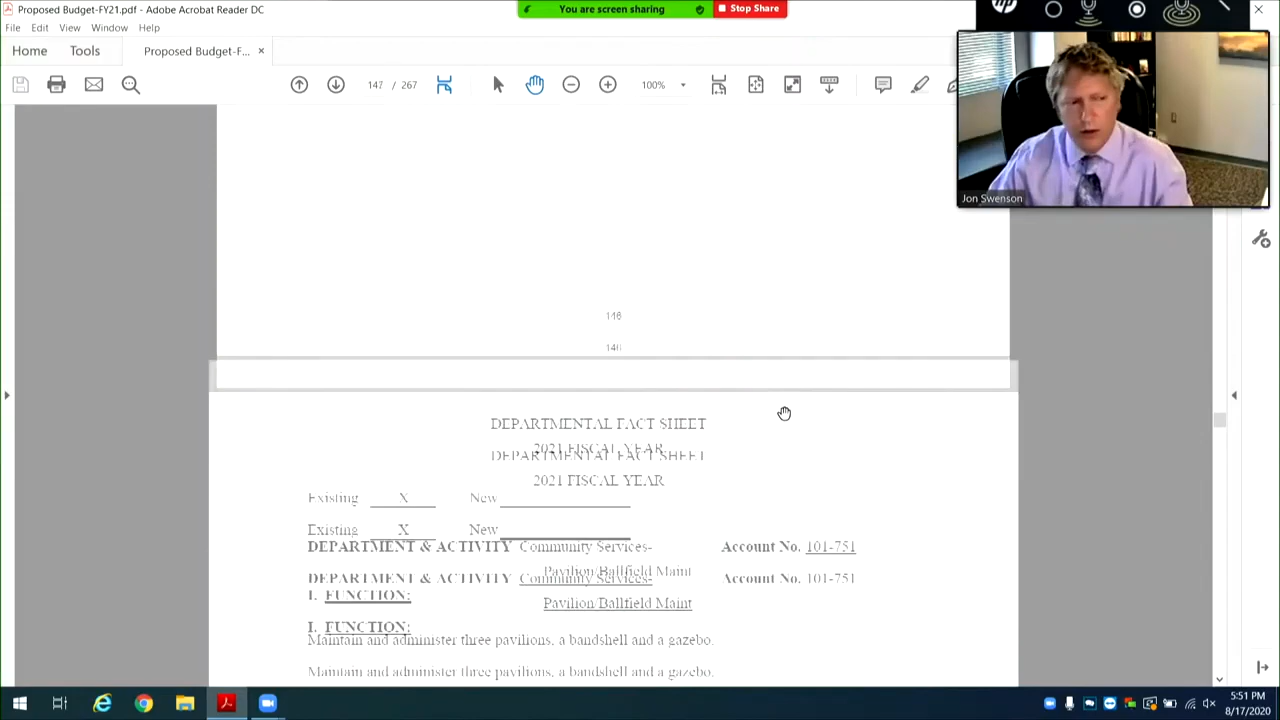 Proposed Budget-FY21.pdf - Adobe Acrobat Reader DC
You are screen sharing
Stop Share
File Edit View Window Help
Home Tools Proposed Budget-F... ×
147 / 267
100%
Jon Swenson
146
146
DEPARTMENTAL FACT SHEET
2021 FISCAL YEAR
DEPARTMENTAL FACT SHEET
2021 FISCAL YEAR
Existing X New
Existing X New
DEPARTMENT & ACTIVITY Community Services- Account No. 101-751
Pavilion/Ballfield Maint
DEPARTMENT & ACTIVITY Community Services- Account No. 101-751
I. FUNCTION:
Pavilion/Ballfield Maint
I. FUNCTION:
Maintain and administer three pavilions, a bandshell and a gazebo.
Maintain and administer three pavilions, a bandshell and a gazebo.
5:51 PM
8/17/2020